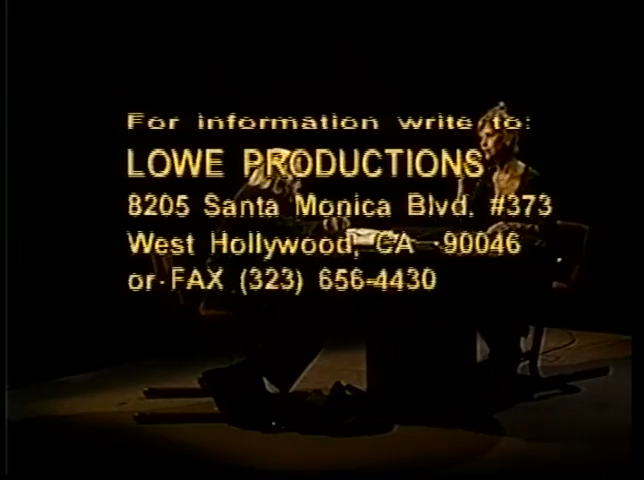 For information write to:
LOWE PRODUCTIONS
8205 Santa Monica Blvd. #373
West Hollywood, CA 90046
or FAX (323) 656-4430